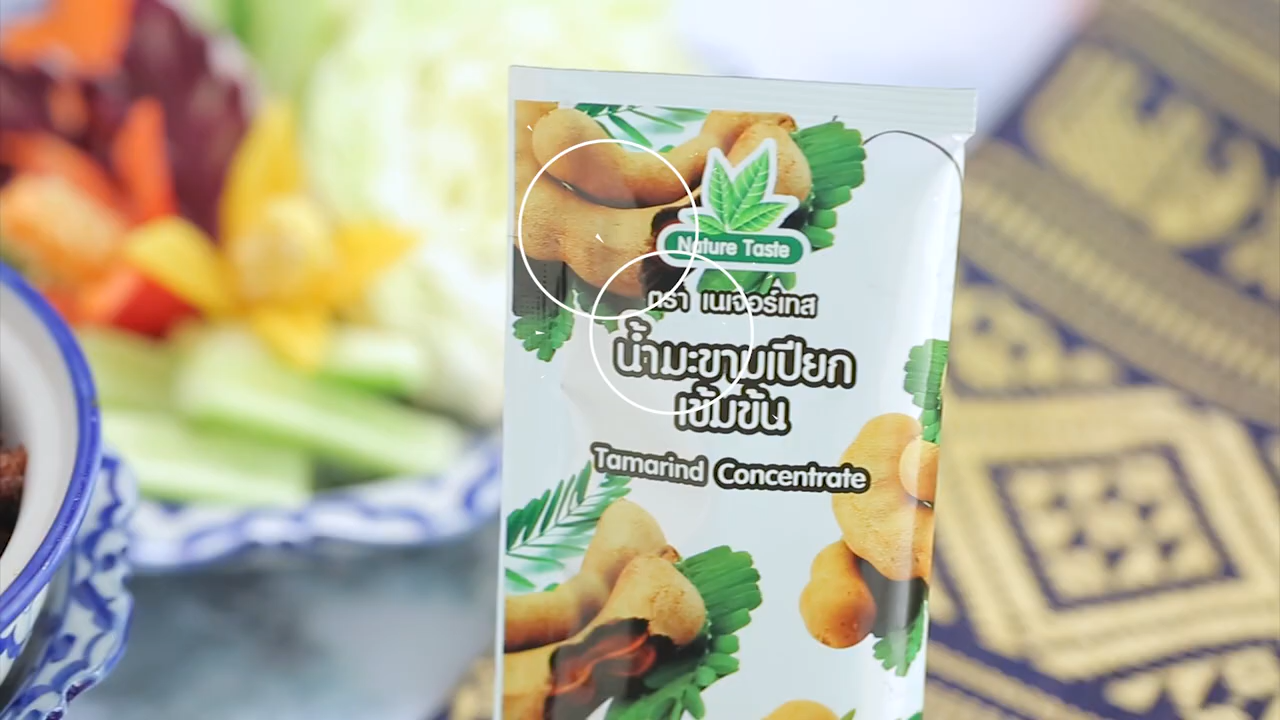 Nature Taste
ตรา เนเจอร์เทส
น้ำมะขามเปียก
เข้มข้น
Tamarind Concentrate